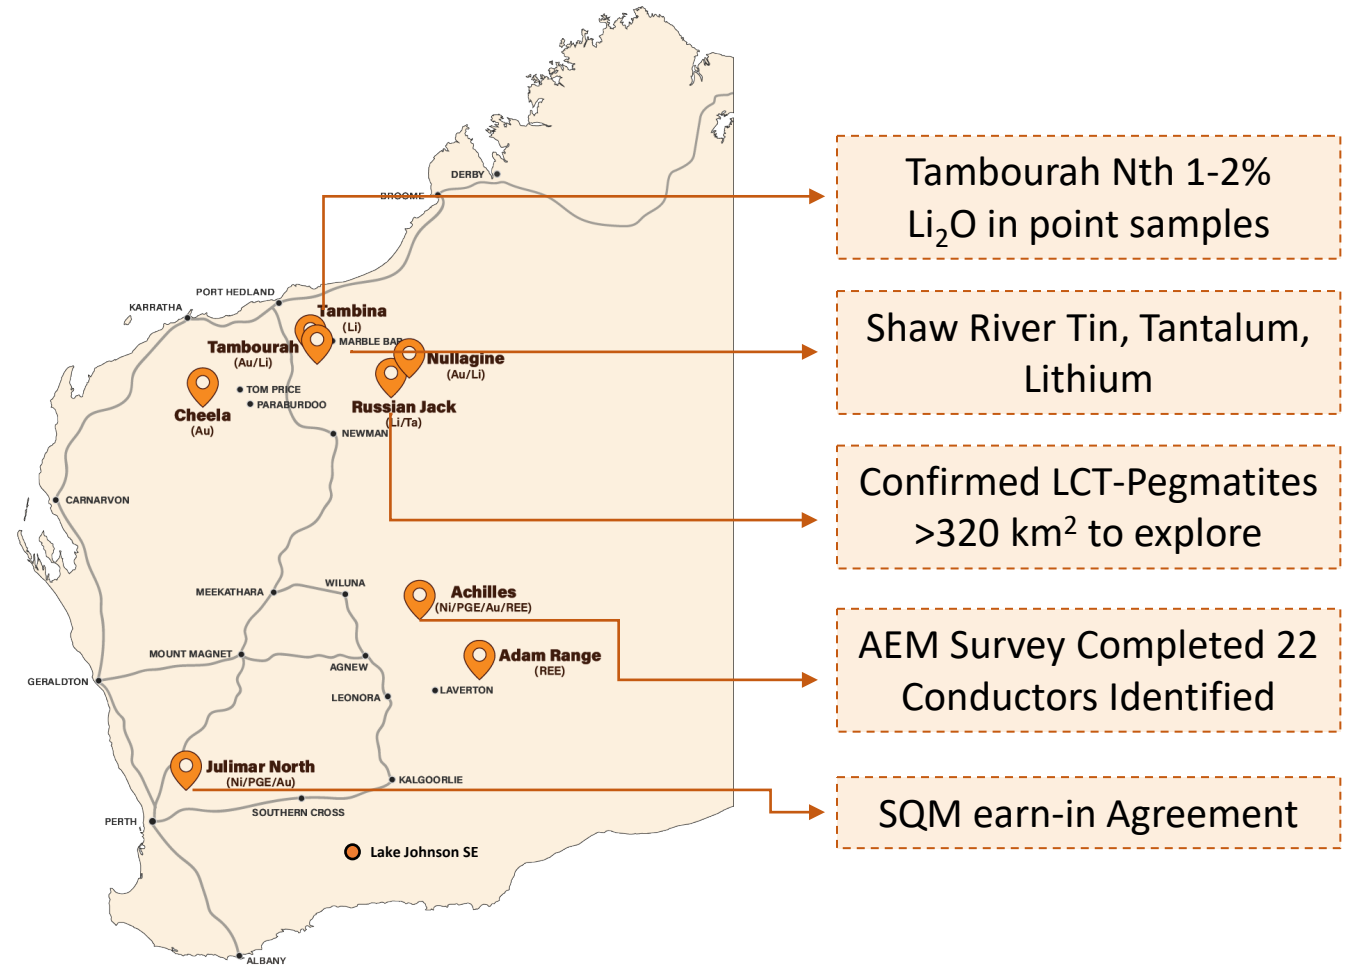 DERBY
BROOME
PORT HEDLAND
KARRATHA
Tambina
(Li)
MARBLE BAR
Tambourah
(Au/Li)
Nullagine
(Au/Li)
TOM PRICE
PARABURDOO
Cheela
(Au)
Russian Jack
(Li/Ta)
NEWMAN
CARNARVON
MEEKATHARA
WILUNA
Achilles
(Ni/PGE/Au/REE)
MOUNT MAGNET
AGNEW
Adam Range
(REE)
GERALDTON
LEONORA
LAVERTON
Julimar North
(Ni/PGE/Au)
KALGOORLIE
SOUTHERN CROSS
PERTH
Lake Johnson SE
ALBANY
Tambourah Nth 1-2%
Li₂O in point samples
Shaw River Tin, Tantalum,
Lithium
Confirmed LCT-Pegmatites
>320 km² to explore
AEM Survey Completed 22
Conductors Identified
SQM earn-in Agreement